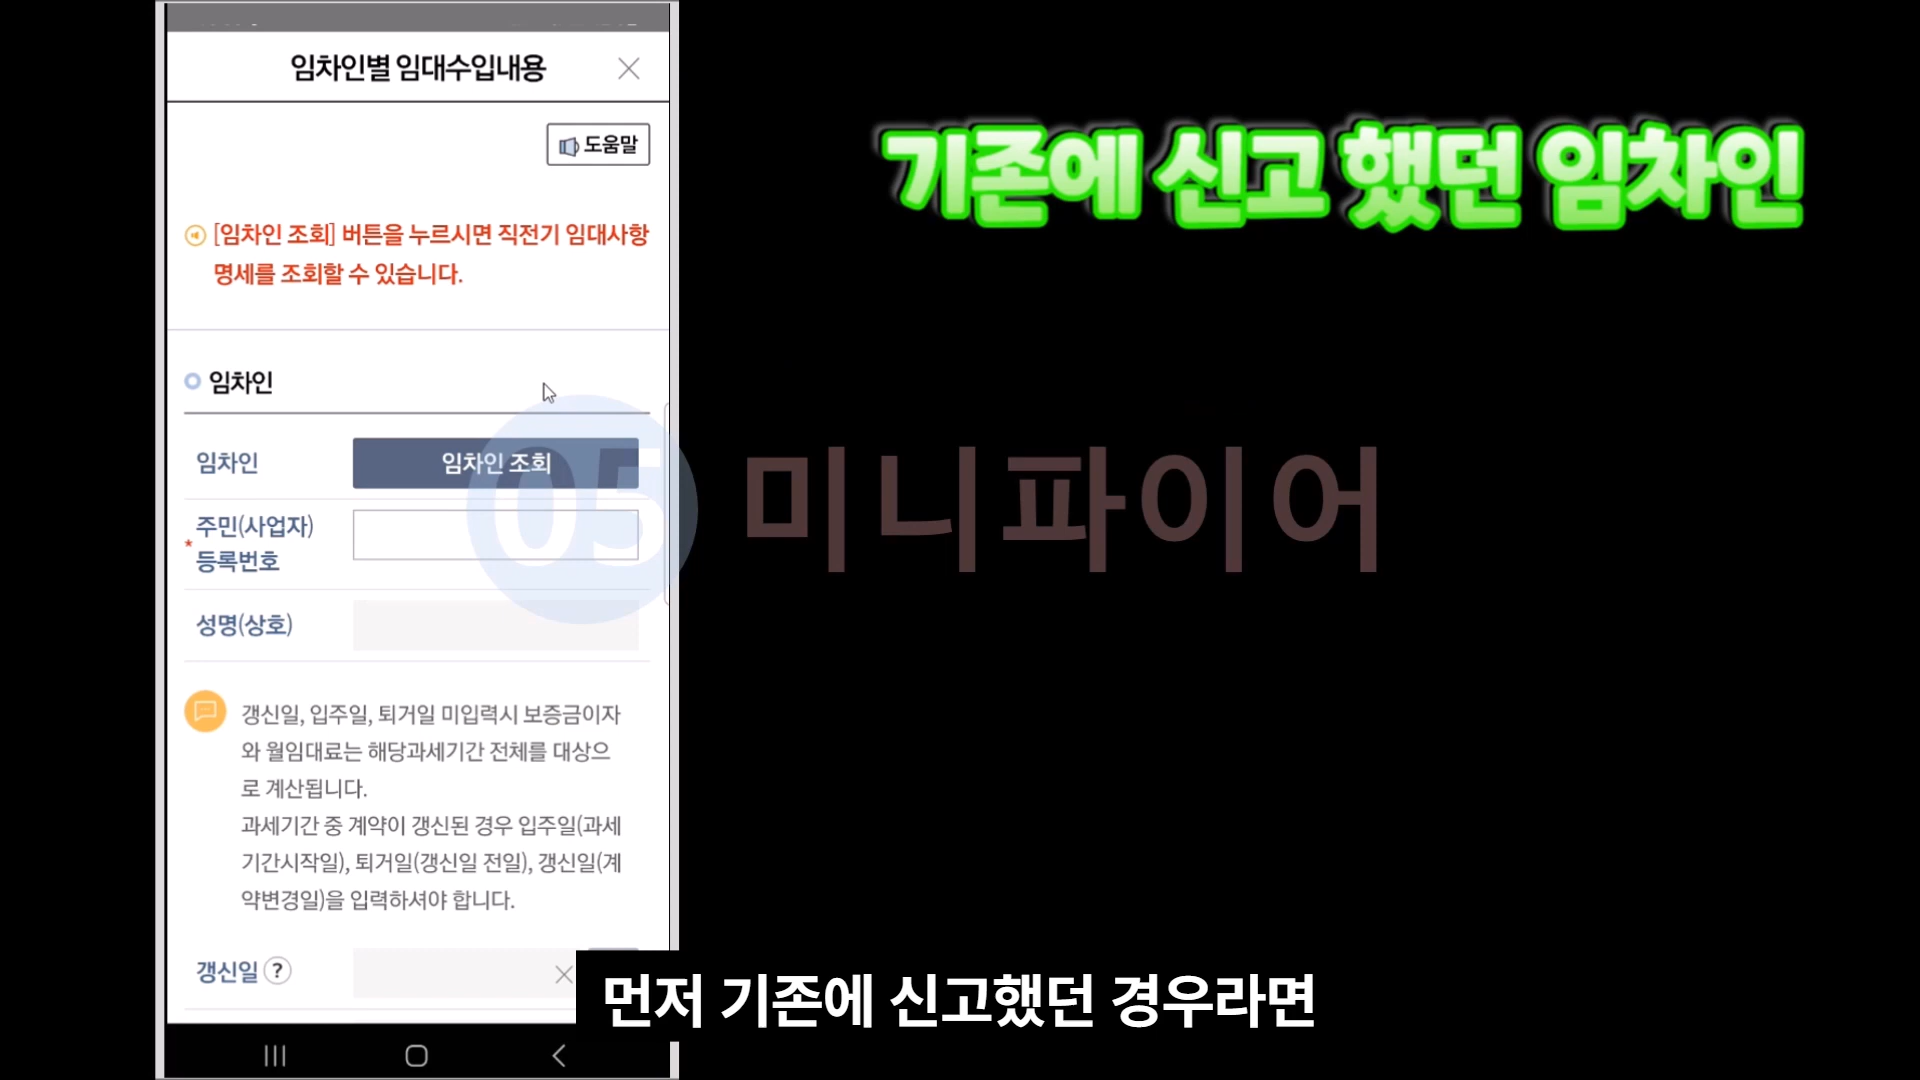 임차인별 임대수입내용
도움말
[임차인 조회] 버튼을 누르시면 직전기 임대사항
명세를 조회할 수 있습니다.
임차인
임차인
임차인 조회
* 주민(사업자)
등록번호
성명(상호)
갱신일, 입주일, 퇴거일 미입력시 보증금이자
와 월임대료는 해당과세기간 전체를 대상으
로 계산됩니다.
과세기간 중 계약이 갱신된 경우 입주일(과세
기간시작일), 퇴거일(갱신일 전일), 갱신일(계
약변경일)을 입력하셔야 합니다.
갱신일 ?
기존에 신고 했던 임차인
05 미니파이어
먼저 기존에 신고했던 경우라면